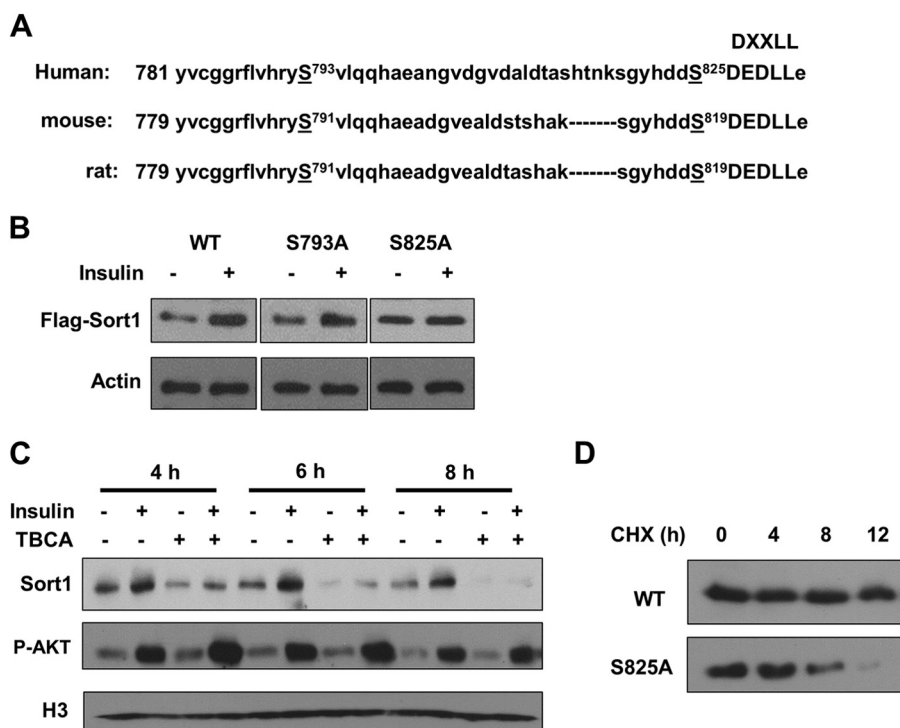 A
DXXLL
Human: 781 yvcggrflvhryS793vlqqhaeangvdgvdaldtashtnksgyhddS825DEDLLe
mouse: 779 yvcggrflvhryS791vlqqhaeadgvealdstshak-------sgyhddS819DEDLLe
rat: 779 yvcggrflvhryS791vlqqhaeadgvealdtashak-------sgyhddS819DEDLLe
B
WT S793A S825A
Insulin - + - + - +
Flag-Sort1
Actin
C
4 h 6 h 8 h
Insulin - + - + - + - + - + - +
TBCA - - + + - - + + - - + +
Sort1
P-AKT
H3
D
CHX (h) 0 4 8 12
WT
S825A